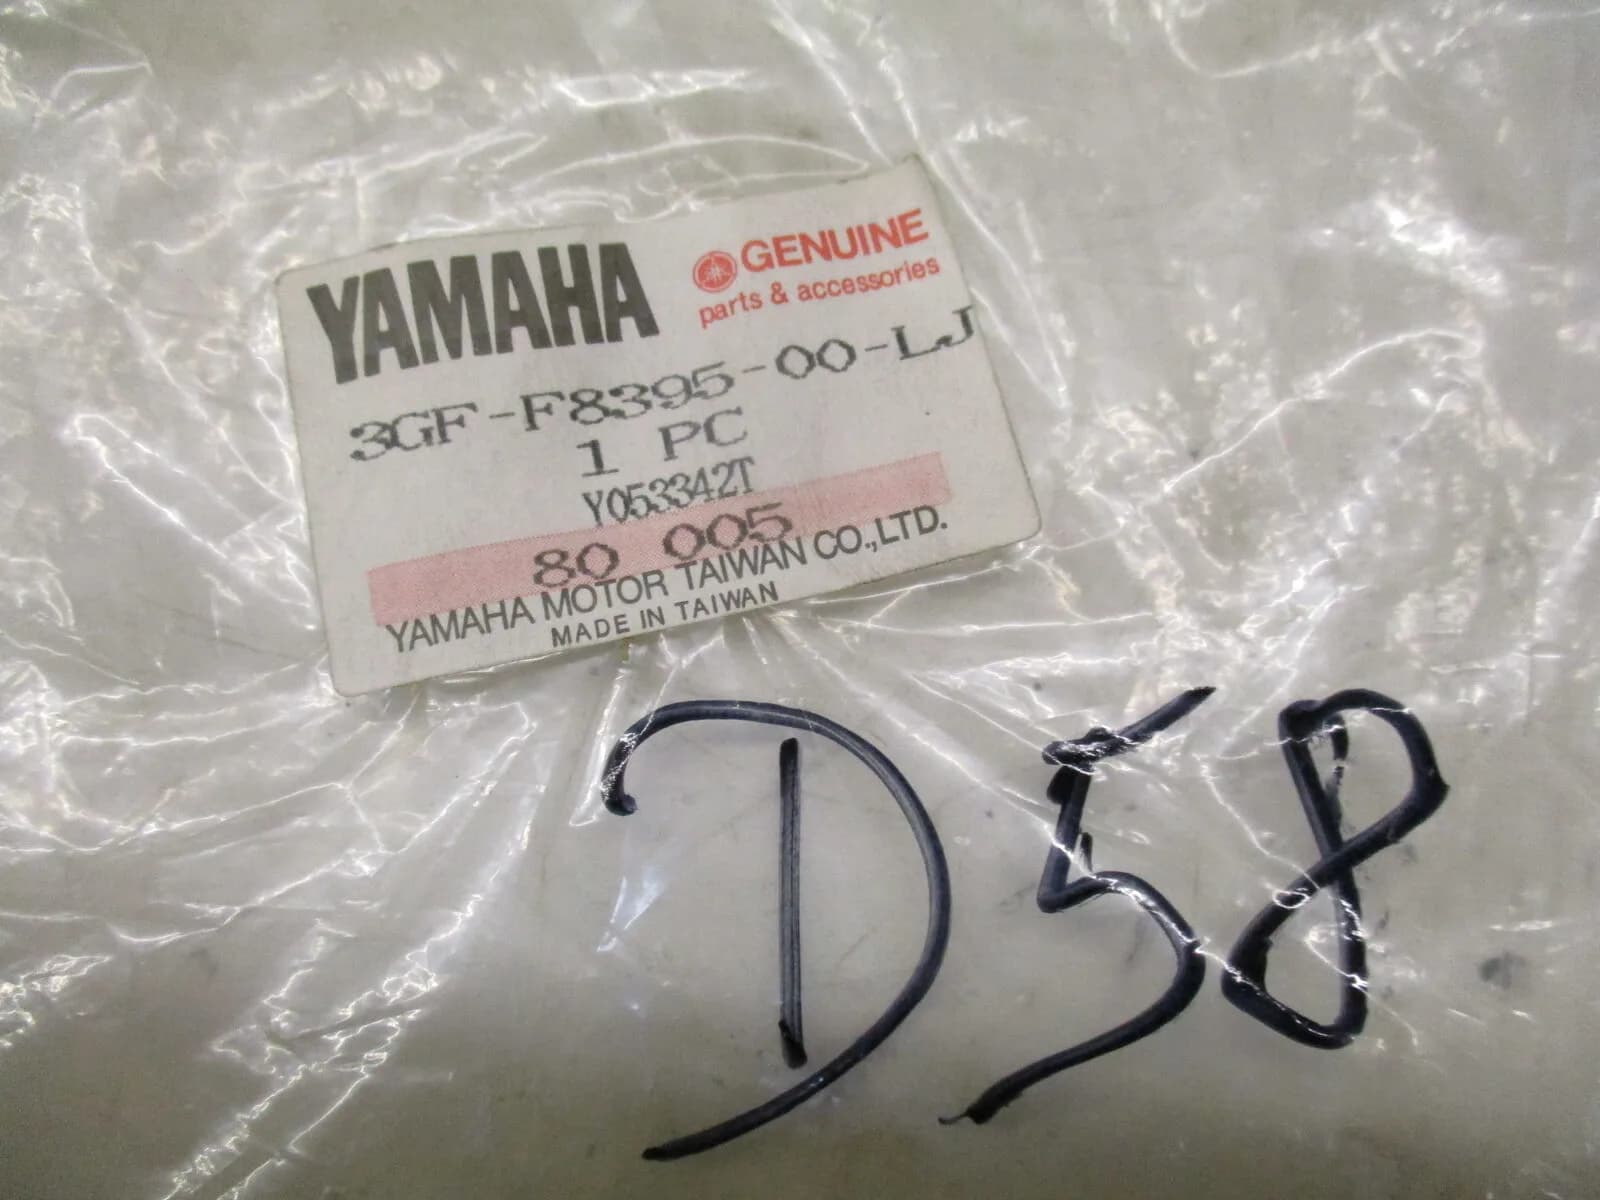 YAMAHA GENUINE
parts & accessories
3GF-F8395-00-LJ
1 PC
Y053342T
80 005
YAMAHA MOTOR TAIWAN CO.,LTD.
MADE IN TAIWAN
D58